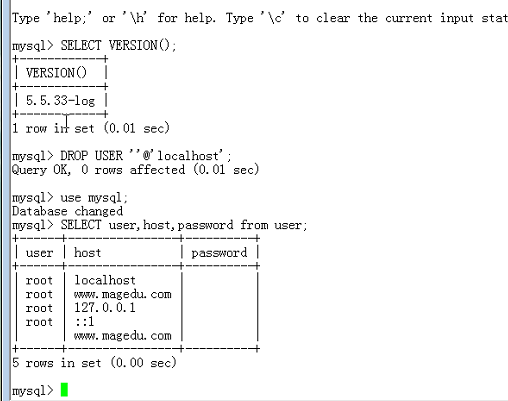 Type 'help;' or '\h' for help. Type '\c' to clear the current input stat
mysql> SELECT VERSION();
+------------+
| VERSION() |
+------------+
| 5.5.33-log |
+------------+
1 row in set (0.01 sec)
mysql> DROP USER ''@'localhost';
Query OK, 0 rows affected (0.01 sec)
mysql> use mysql;
Database changed
mysql> SELECT user,host,password from user;
+------+----------------+----------+
| user | host | password |
+------+----------------+----------+
| root | localhost | |
| root | www.magedu.com | |
| root | 127.0.0.1 | |
| root | ::1 | |
| | www.magedu.com | |
+------+----------------+----------+
5 rows in set (0.00 sec)
mysql>